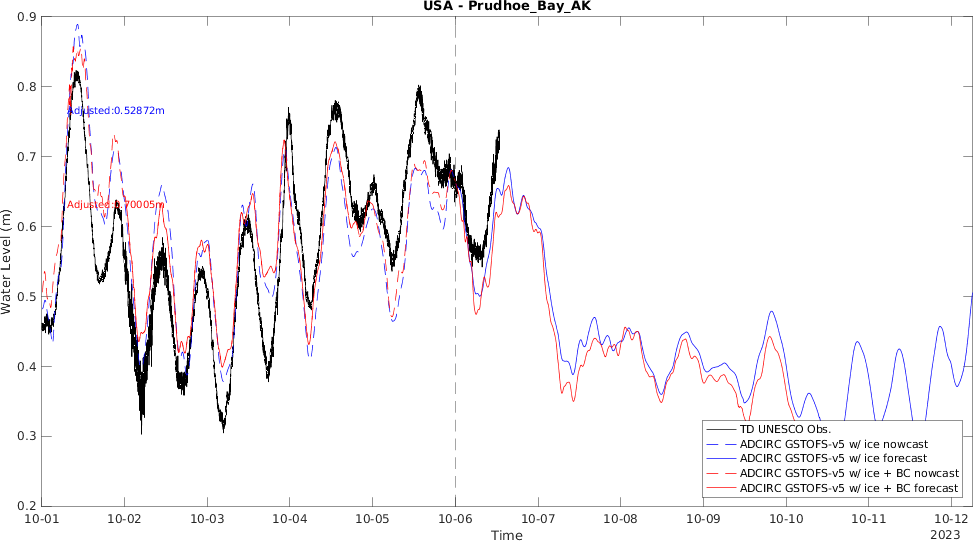 USA - Prudhoe_Bay_AK
0.9
0.8
0.7
0.6
0.5
0.4
0.3
0.2
Water Level (m)
Adjusted:0.52872m
Adjusted:0.70005m
TD UNESCO Obs.
ADCIRC GSTOFS-v5 w/ ice nowcast
ADCIRC GSTOFS-v5 w/ ice forecast
ADCIRC GSTOFS-v5 w/ ice + BC nowcast
ADCIRC GSTOFS-v5 w/ ice + BC forecast
10-01 10-02 10-03 10-04 10-05 10-06 10-07 10-08 10-09 10-10 10-11 10-12
Time
2023